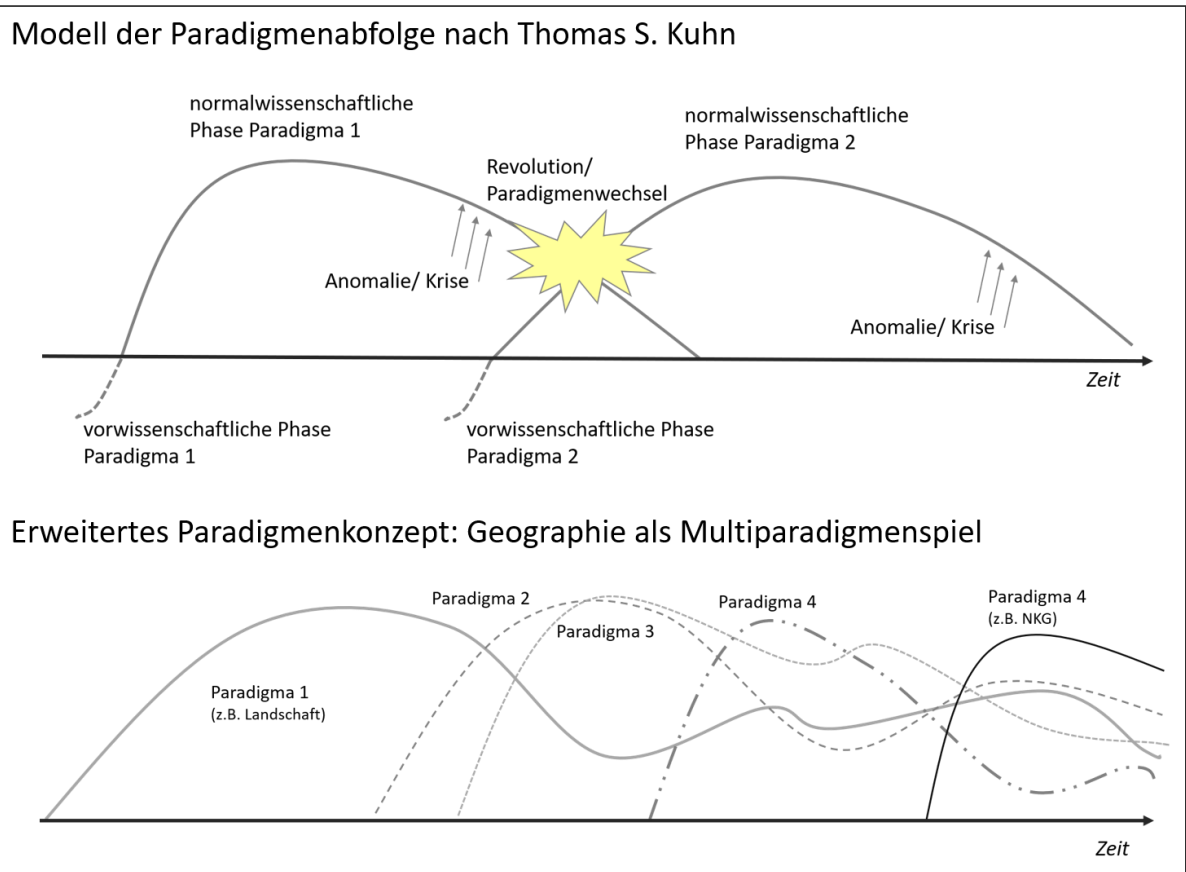 Modell der Paradigmenabfolge nach Thomas S. Kuhn
normalwissenschaftliche
Phase Paradigma 1
normalwissenschaftliche
Phase Paradigma 2
Revolution/
Paradigmenwechsel
Anomalie/ Krise
Anomalie/ Krise
Zeit
vorwissenschaftliche Phase
Paradigma 1
vorwissenschaftliche Phase
Paradigma 2
Erweitertes Paradigmenkonzept: Geographie als Multiparadigmenspiel
Paradigma 2
Paradigma 3
Paradigma 4
Paradigma 4
(z.B. NKG)
Paradigma 1
(z.B. Landschaft)
Zeit